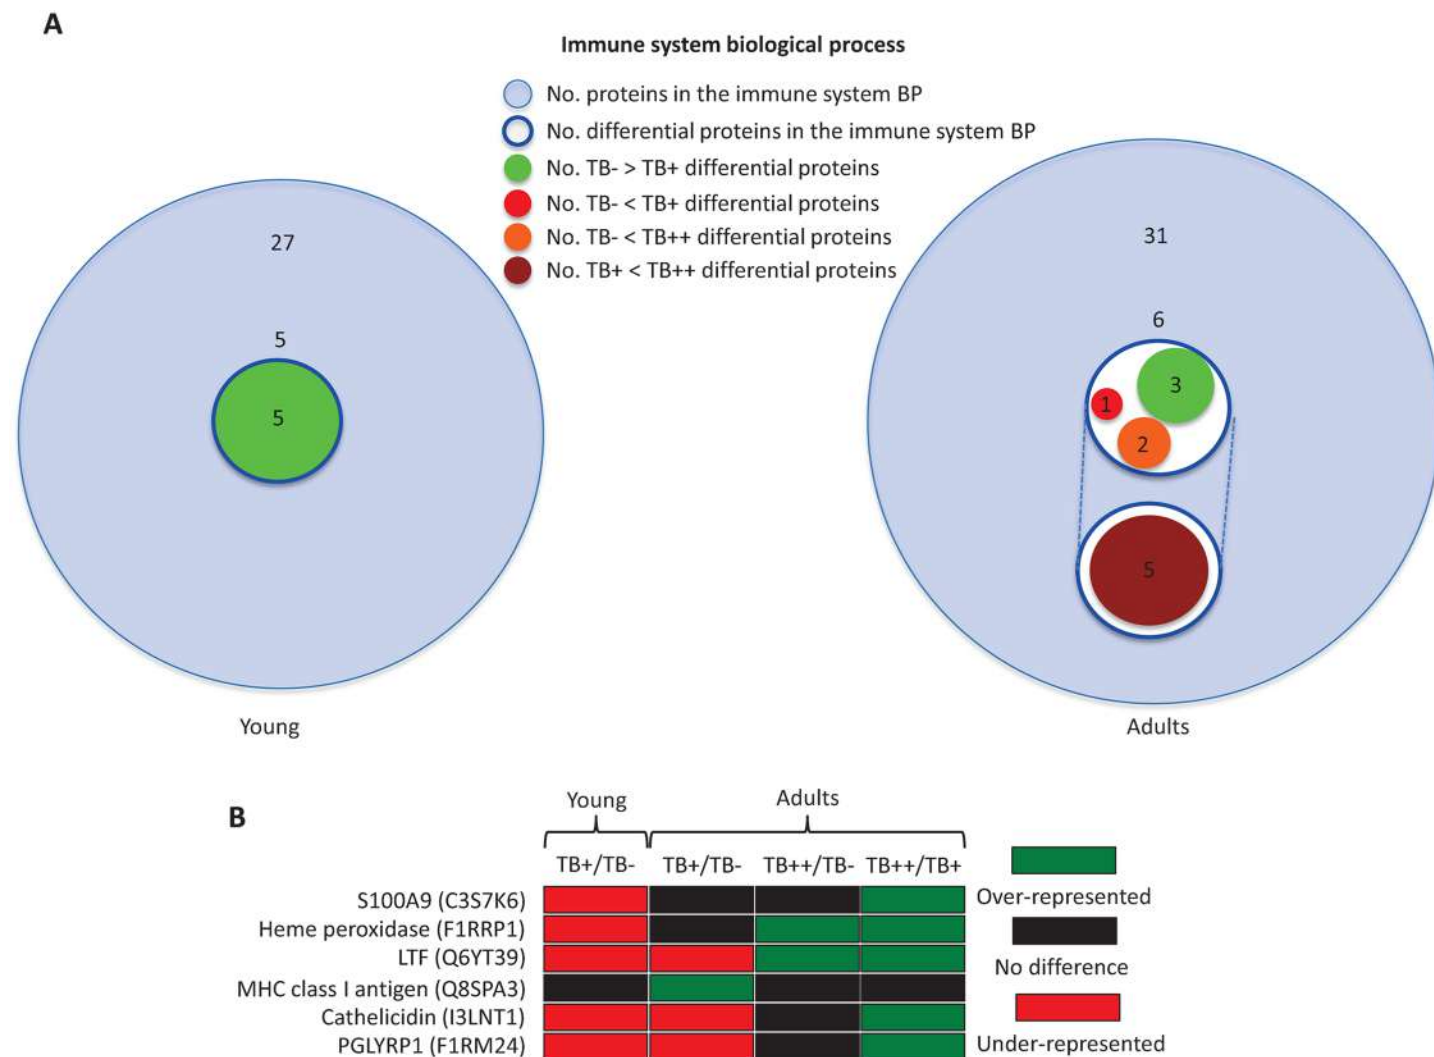 A
Immune system biological process
No. proteins in the immune system BP
No. differential proteins in the immune system BP
No. TB- > TB+ differential proteins
No. TB- < TB+ differential proteins
No. TB- < TB++ differential proteins
No. TB+ < TB++ differential proteins
27
5
5
Young
31
6
3
1
2
5
Adults
B
Young
Adults
TB+/TB- TB+/TB- TB++/TB- TB++/TB+
S100A9 (C3S7K6)
Heme peroxidase (F1RRP1)
LTF (Q6YT39)
MHC class I antigen (Q8SPA3)
Cathelicidin (I3LNT1)
PGLYRP1 (F1RM24)
Over-represented
No difference
Under-represented